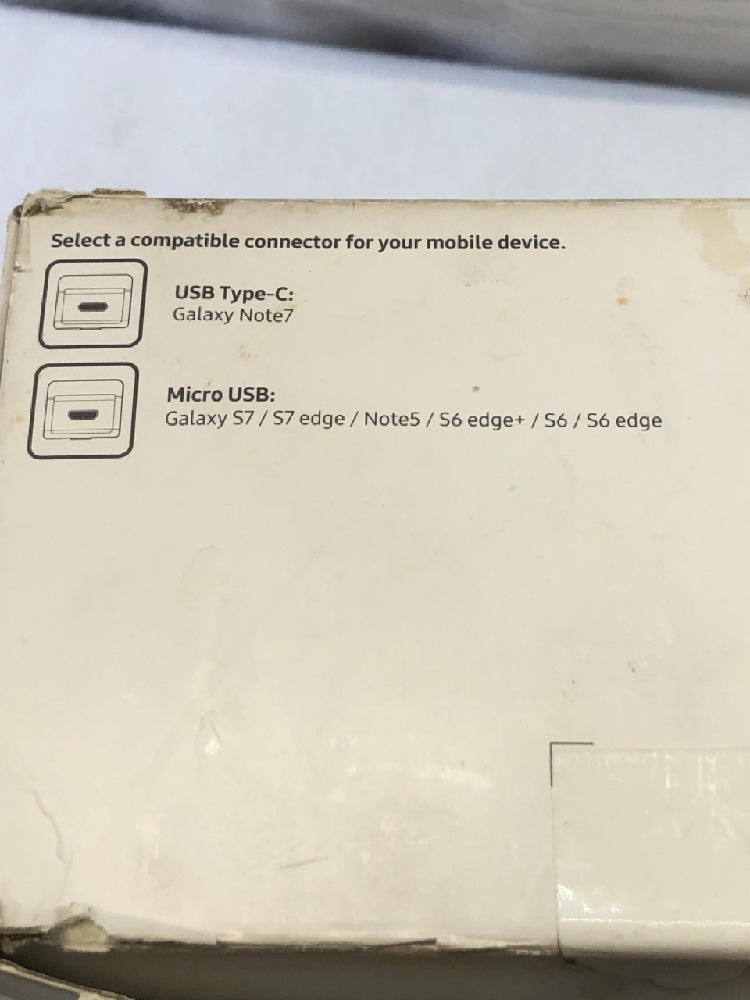 Select a compatible connector for your mobile device.
USB Type-C:
Galaxy Note7
Micro USB:
Galaxy S7 / S7 edge / Note5 / S6 edge+ / S6 / S6 edge